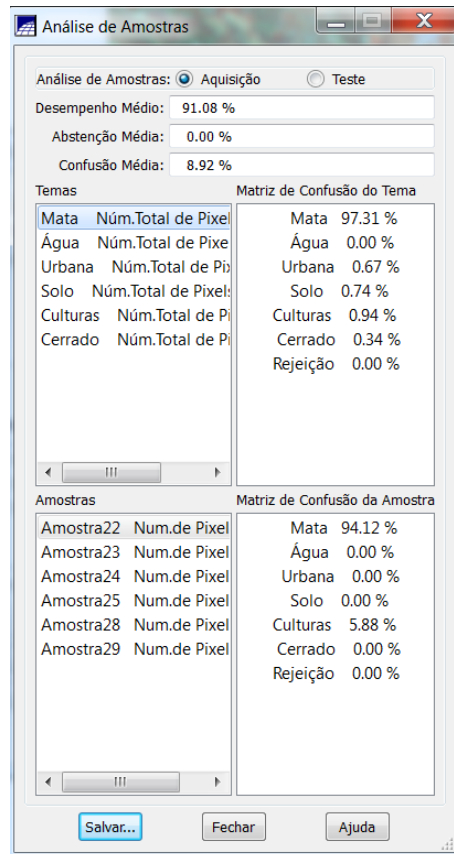 Análise de Amostras
Análise de Amostras: Aquisição Teste
Desempenho Médio: 91.08 %
Abstenção Média: 0.00 %
Confusão Média: 8.92 %
Temas
Mata Núm.Total de Pixel
Água Núm.Total de Pixe
Urbana Núm.Total de Pix
Solo Núm.Total de Pixels
Culturas Núm.Total de Pi
Cerrado Núm.Total de Pi
Matriz de Confusão do Tema
Mata 97.31 %
Água 0.00 %
Urbana 0.67 %
Solo 0.74 %
Culturas 0.94 %
Cerrado 0.34 %
Rejeição 0.00 %
Amostras
Amostra22 Num.de Pixel
Amostra23 Num.de Pixel
Amostra24 Num.de Pixel
Amostra25 Num.de Pixel
Amostra28 Num.de Pixel
Amostra29 Num.de Pixel
Matriz de Confusão da Amostra
Mata 94.12 %
Água 0.00 %
Urbana 0.00 %
Solo 0.00 %
Culturas 5.88 %
Cerrado 0.00 %
Rejeição 0.00 %
Salvar... Fechar Ajuda